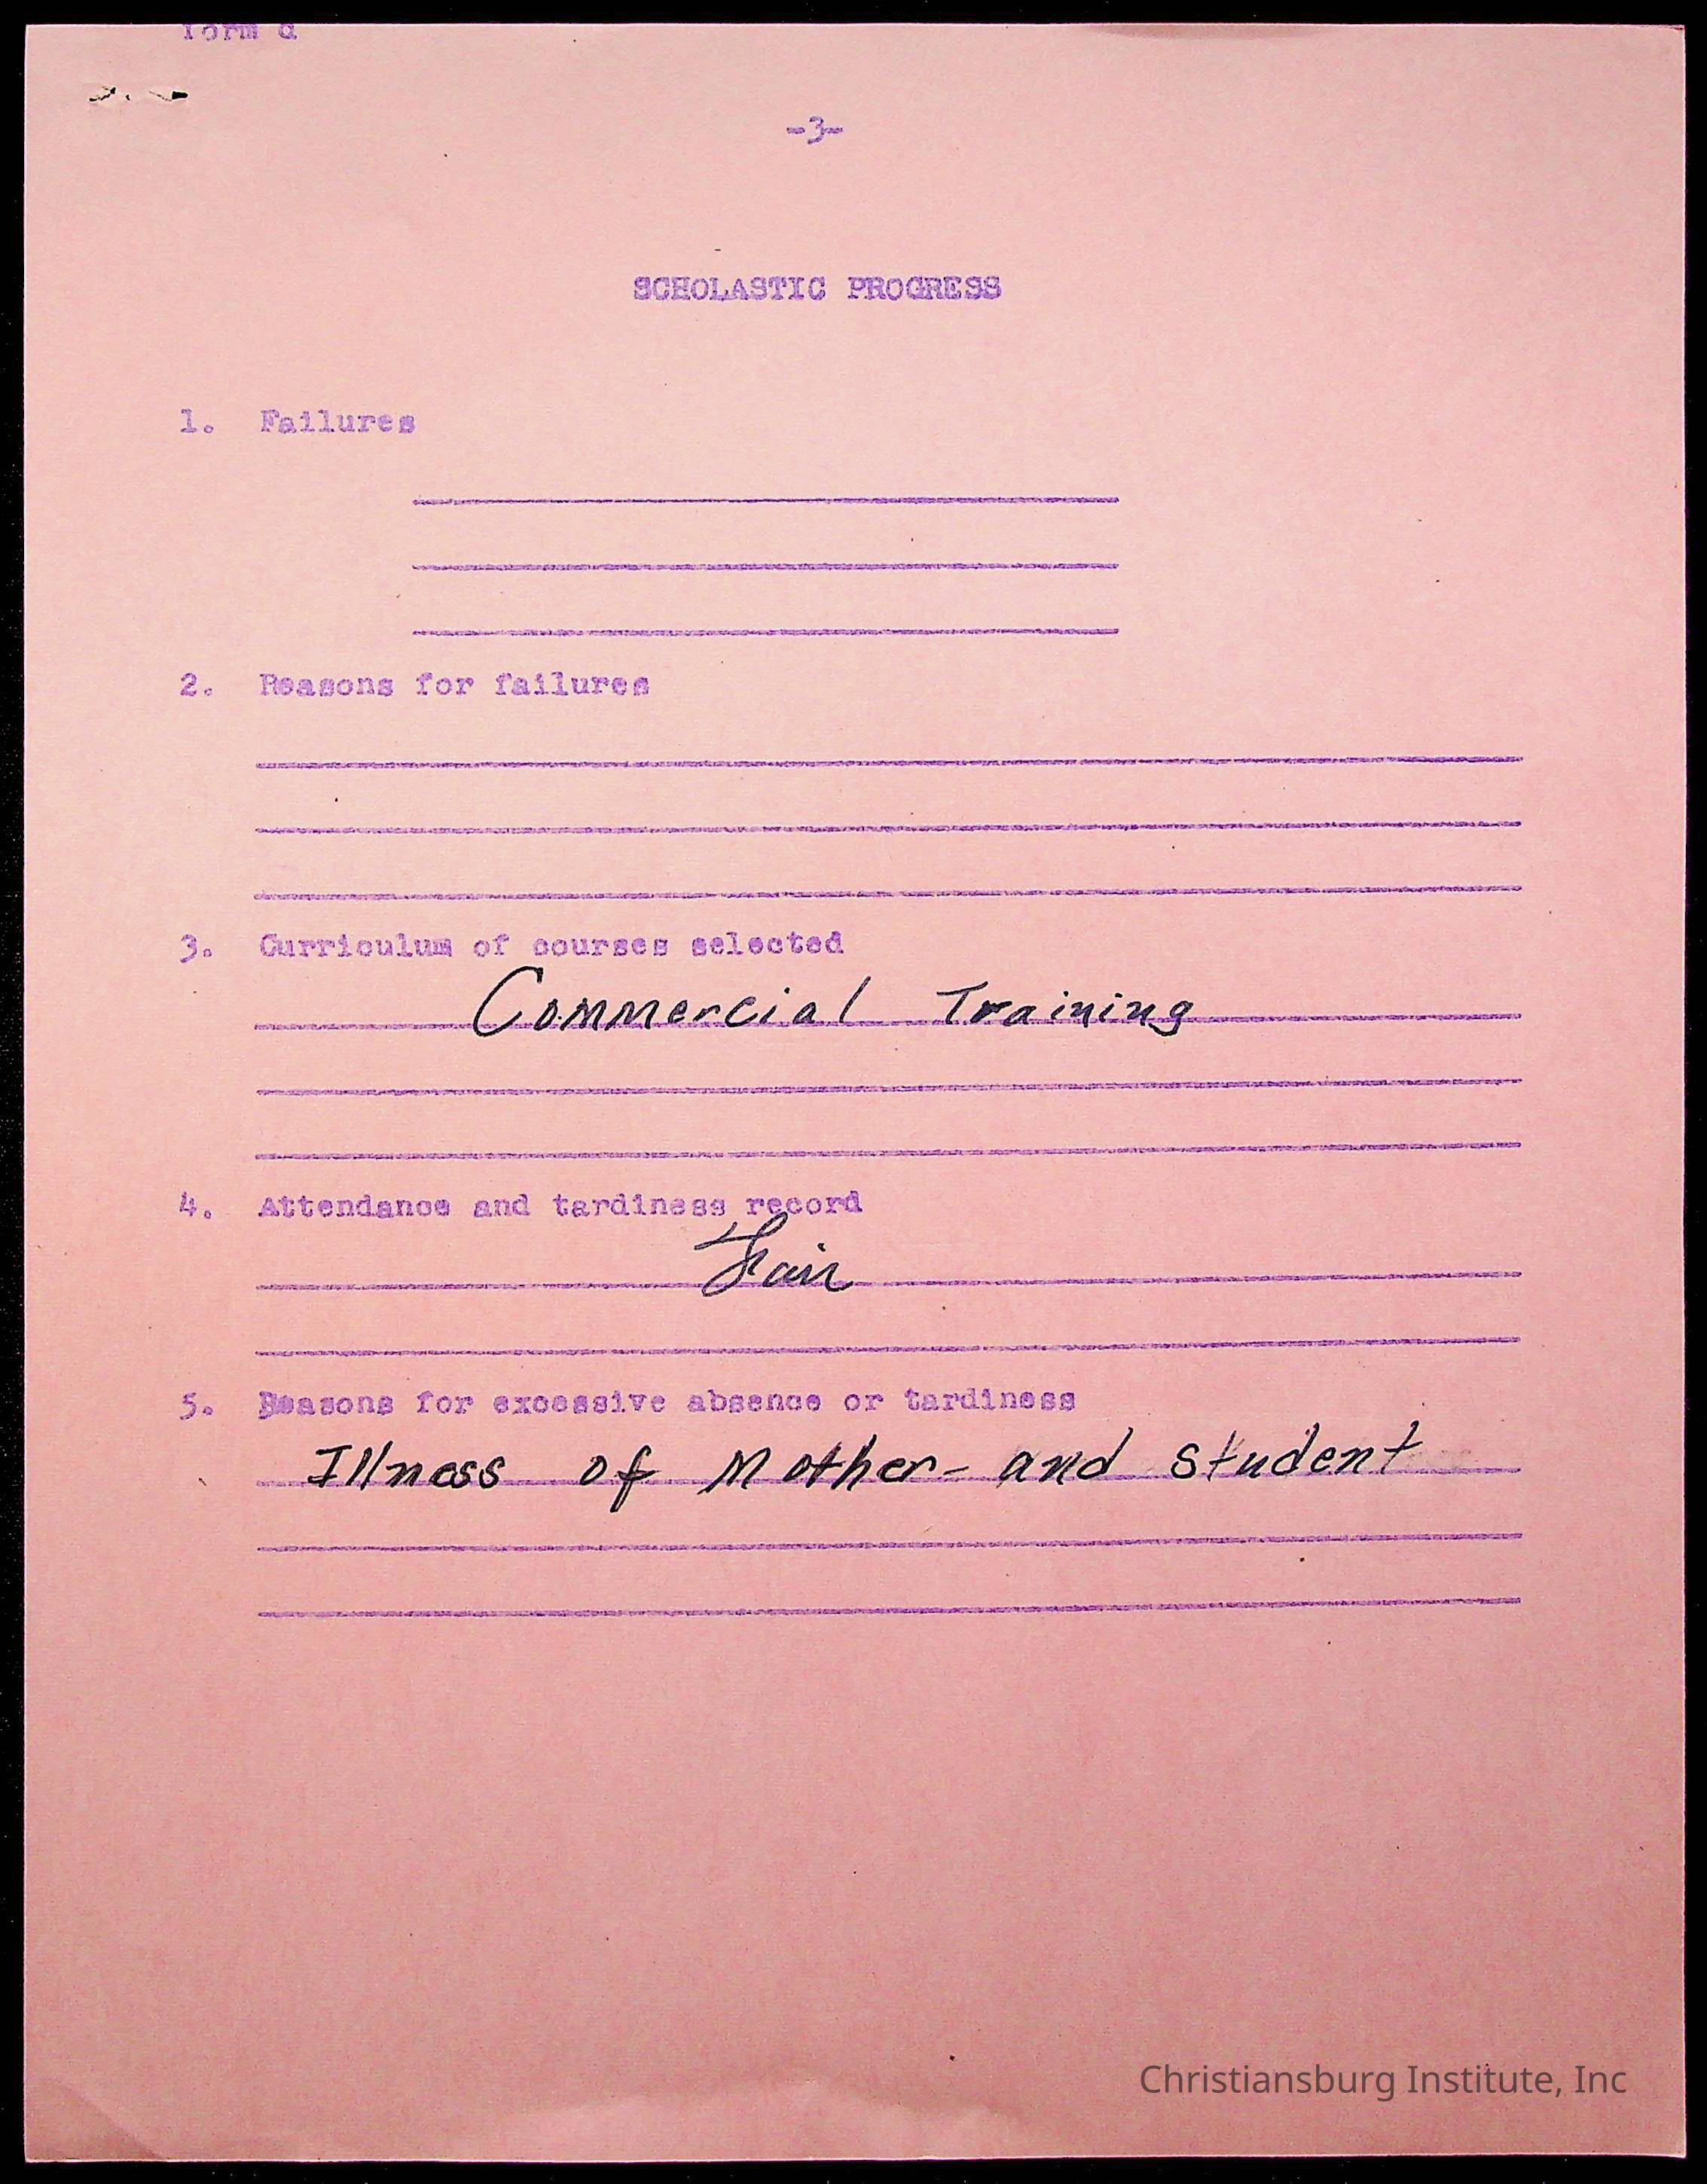 Form G
-3-
SCHOLASTIC PROGRESS
1. Failures
2. Reasons for failures
3. Curriculum of courses selected
Commercial Training
4. Attendance and tardiness record
Fair
5. Reasons for excessive absence or tardiness
Illness of Mother - and student
Christiansburg Institute, Inc